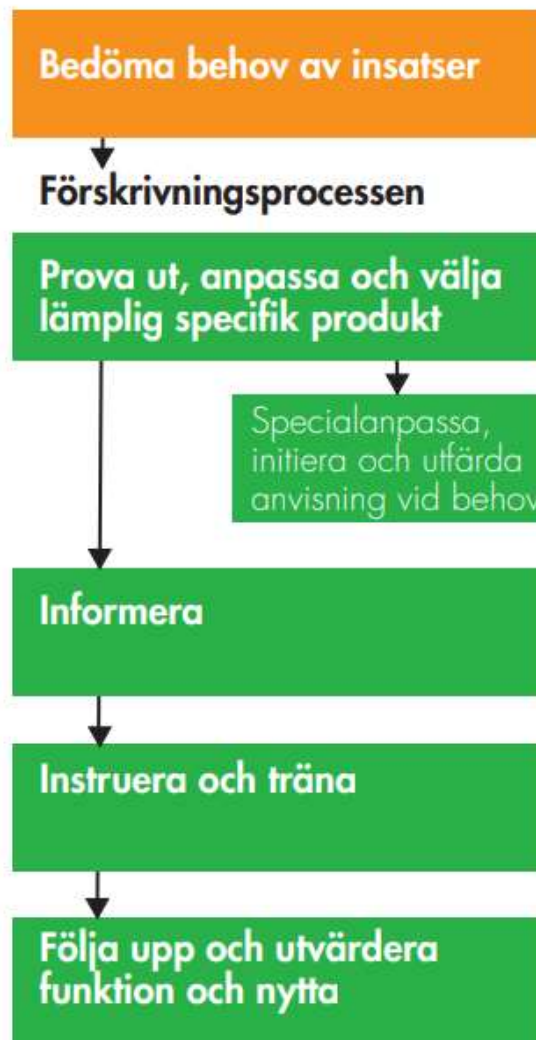 Bedöma behov av insatser
Förskrivningsprocessen
Prova ut, anpassa och välja
lämplig specifik produkt
Specialanpassa,
initiera och utfärda
anvisning vid behov
Informera
Instruera och träna
Följa upp och utvärdera
funktion och nytta